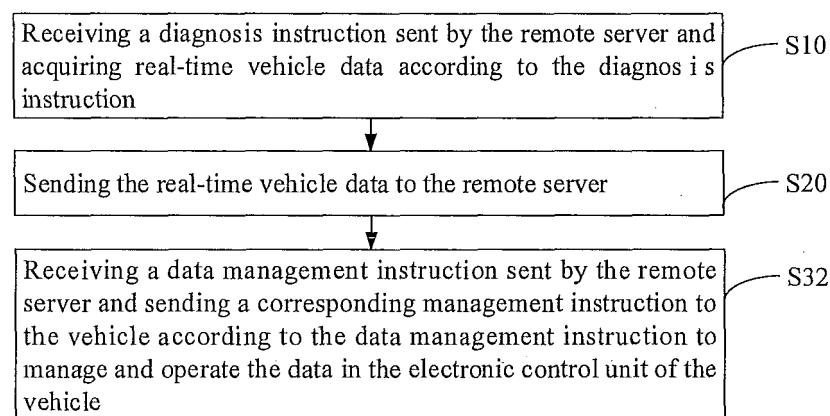 Receiving a diagnosis instruction sent by the remote server and
acquiring real-time vehicle data according to the diagnos i s
instruction
S10
Sending the real-time vehicle data to the remote server
S20
Receiving a data management instruction sent by the remote
server and sending a corresponding management instruction to
the vehicle according to the data management instruction to
manage and operate the data in the electronic control unit of the
vehicle
S32